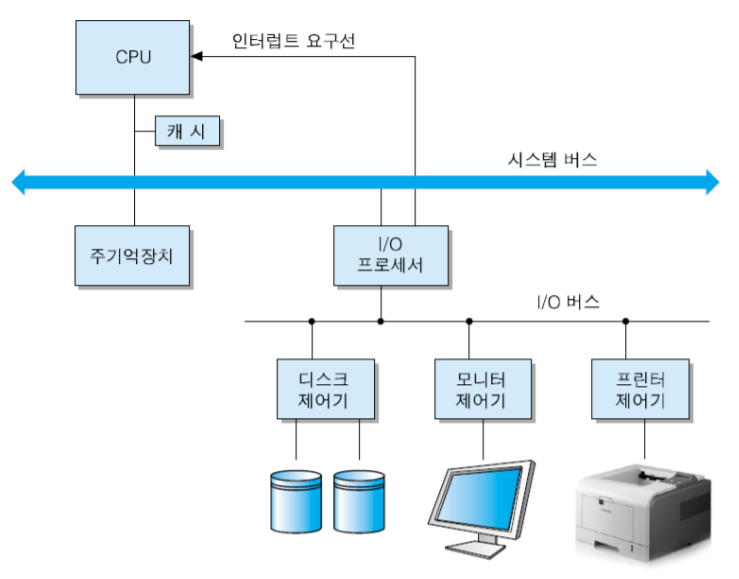 CPU
인터럽트 요구선
캐 시
시스템 버스
주기억장치
I/O
프로세서
I/O 버스
디스크
제어기
모니터
제어기
프린터
제어기